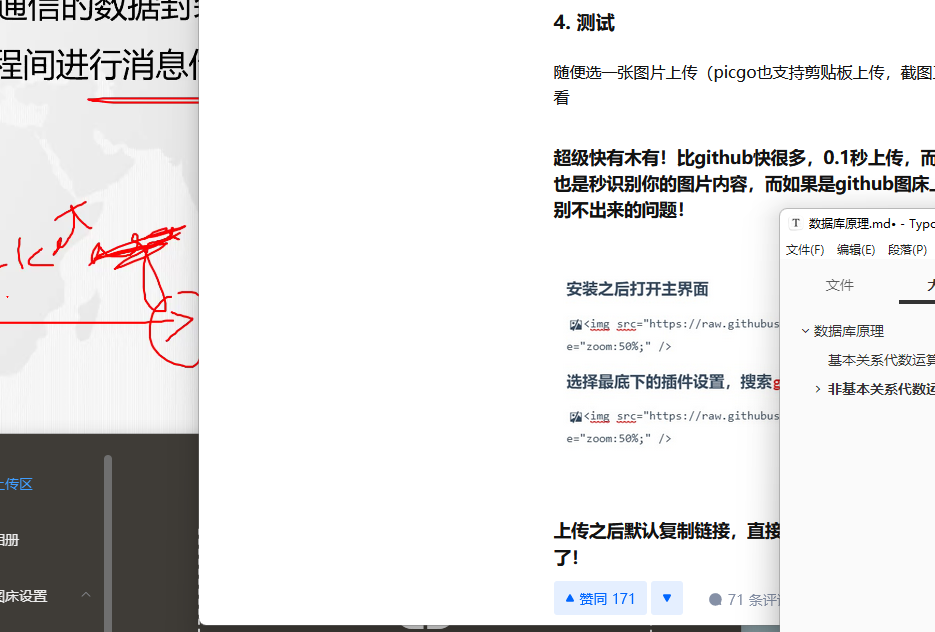 通信的数据封
程间进行消息
上传区
相册
图床设置
4. 测试
随便选一张图片上传（picgo也支持剪贴板上传，截图
看
超级快有木有！比github快很多，0.1秒上传，而
也是秒识别你的图片内容，而如果是github图床
别不出来的问题！
安装之后打开主界面
<img src="https://raw.githubus
e="zoom:50%;" />
选择最底下的插件设置，搜索g
<img src="https://raw.githubus
e="zoom:50%;" />
上传之后默认复制链接，直接
了！
赞同 171
71 条评
T 数据库原理.md• - Typo
文件(F) 编辑(E) 段落(P)
文件
数据库原理
基本关系代数运算
非基本关系代数运